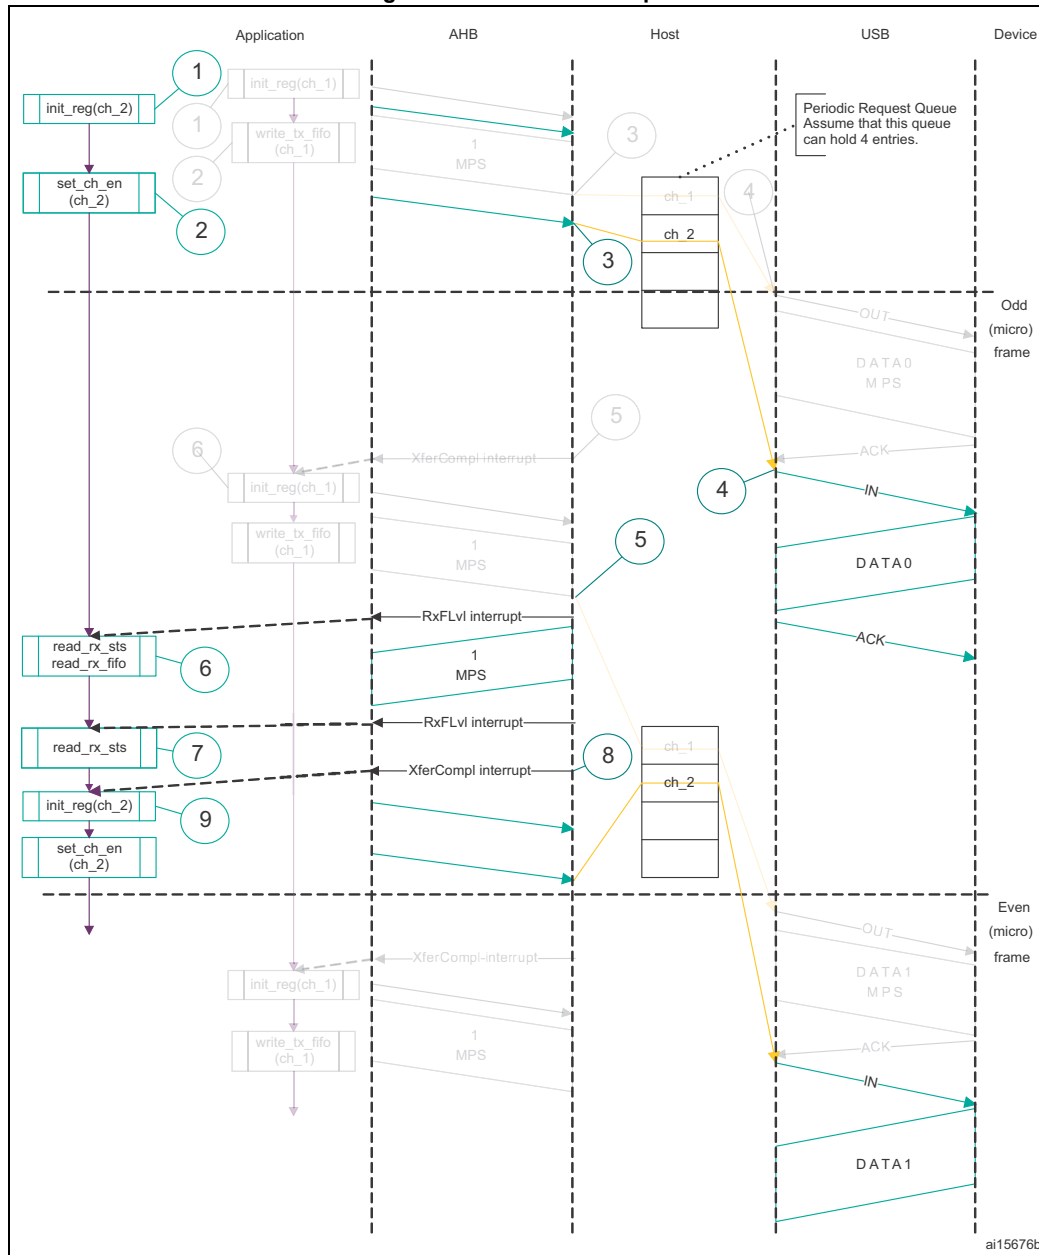 Application
AHB
Host
USB
Device
1
init_reg(ch_1)
init_reg(ch_2)
1
write_tx_fifo
(ch_1)
2
1
MPS
3
Periodic Request Queue
Assume that this queue
can hold 4 entries.
set_ch_en
(ch_2)
2
ch_1
4
ch_2
3
Odd
(micro)
frame
OUT
DATA0
MPS
5
6
XferCompl interrupt
ACK
init_reg(ch_1)
4
IN
write_tx_fifo
(ch_1)
1
MPS
5
DATA0
RxFLvl interrupt
read_rx_sts
read_rx_fifo
6
1
MPS
ACK
RxFLvl interrupt
read_rx_sts
7
ch_1
XferCompl interrupt
8
ch_2
init_reg(ch_2)
9
set_ch_en
(ch_2)
Even
(micro)
frame
OUT
XferCompl-interrupt
init_reg(ch_1)
DATA1
MPS
write_tx_fifo
(ch_1)
1
MPS
ACK
IN
DATA1
ai15676b